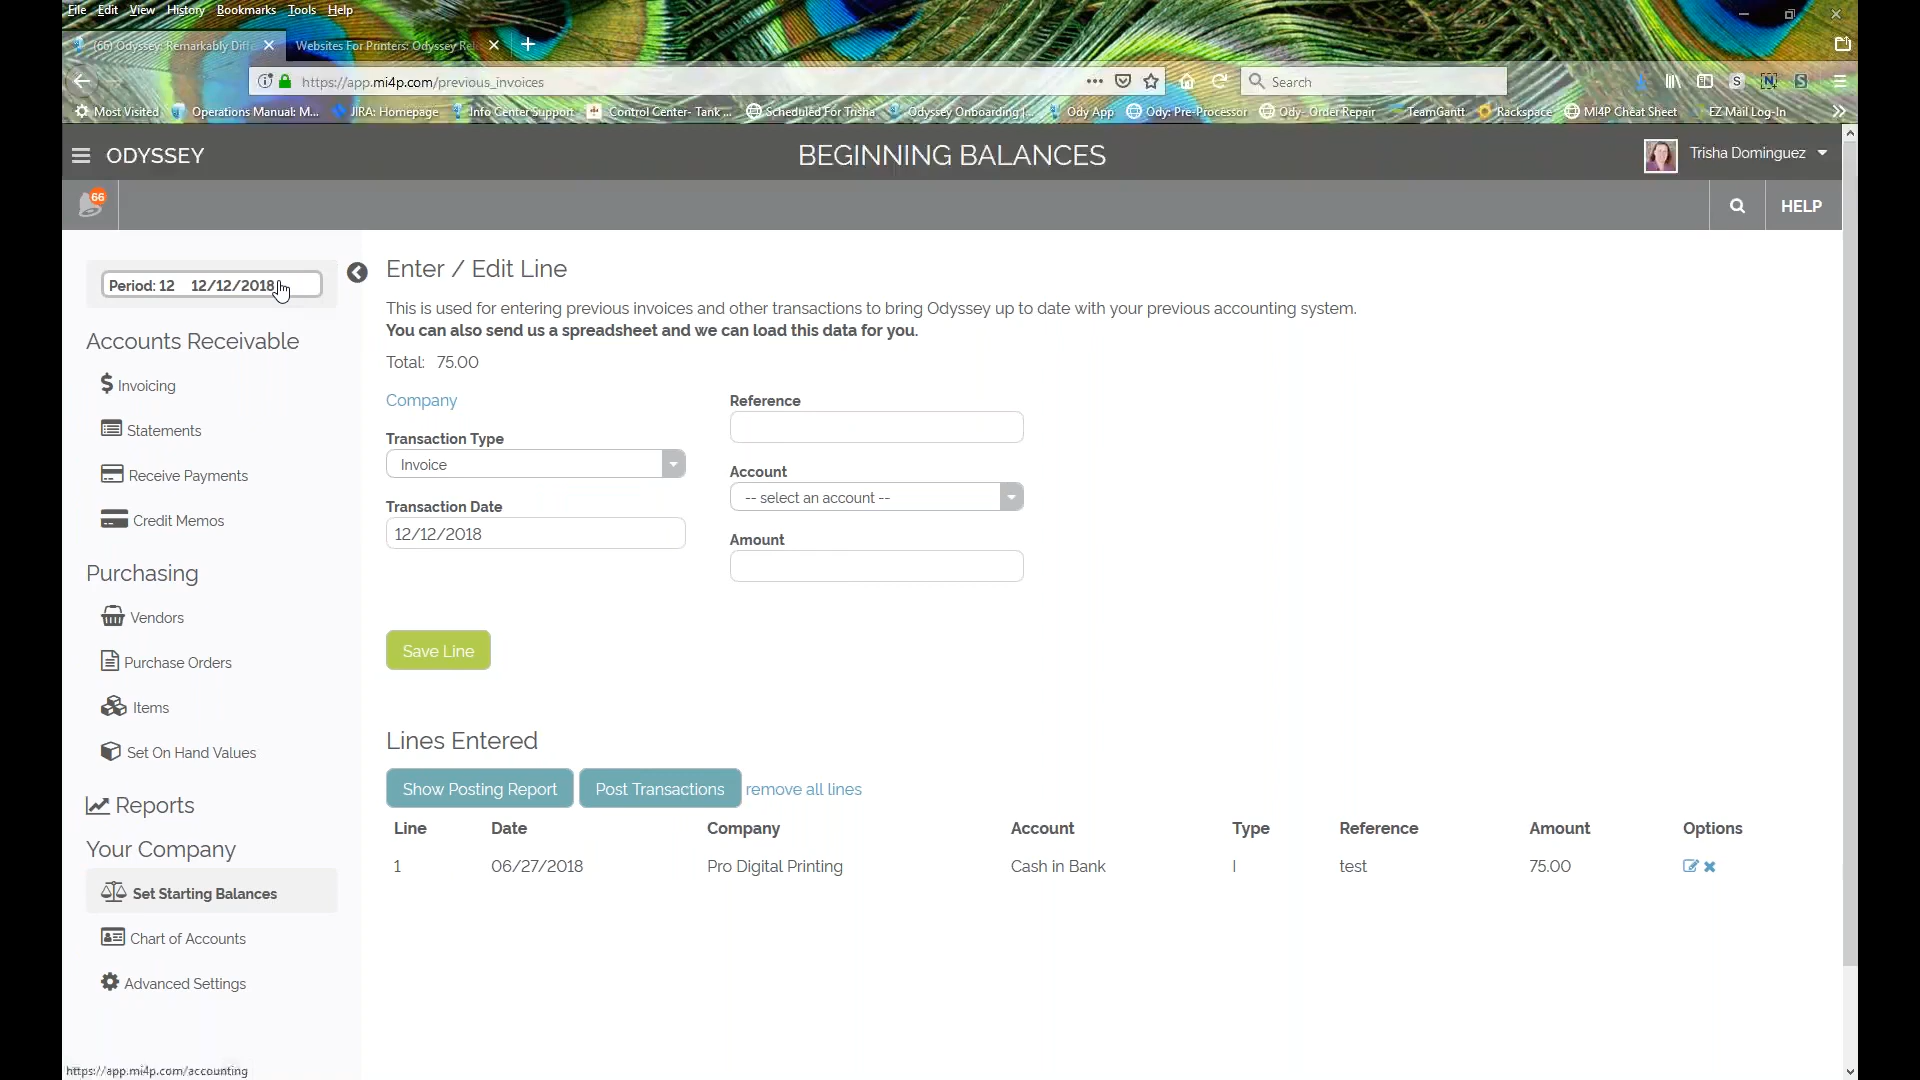 File Edit View History Bookmarks Tools Help
(66) Odyssey: Remarkably Diffe
Websites For Printers: Odyssey Rel
https://app.mi4p.com/previous_invoices
Search
Most Visited Operations Manual: M... JIRA: Homepage Info Center Support Control Center- Tank ... Scheduled For Trisha Odyssey Onboarding |... Ody App Ody: Pre-Processor Ody- Order Repair TeamGantt Rackspace MI4P Cheat Sheet EZ Mail Log-In
ODYSSEY
BEGINNING BALANCES
Trisha Dominguez
66
HELP
Period: 12 12/12/2018
Accounts Receivable
Invoicing
Statements
Receive Payments
Credit Memos
Purchasing
Vendors
Purchase Orders
Items
Set On Hand Values
Reports
Your Company
Set Starting Balances
Chart of Accounts
Advanced Settings
Enter / Edit Line
This is used for entering previous invoices and other transactions to bring Odyssey up to date with your previous accounting system.
You can also send us a spreadsheet and we can load this data for you.
Total: 75.00
Company
Transaction Type
Invoice
Transaction Date
12/12/2018
Reference
Account
-- select an account --
Amount
Save Line
Lines Entered
Show Posting Report Post Transactions remove all lines
Line Date Company Account Type Reference Amount Options
1 06/27/2018 Pro Digital Printing Cash in Bank I test 75.00
https://app.mi4p.com/accounting